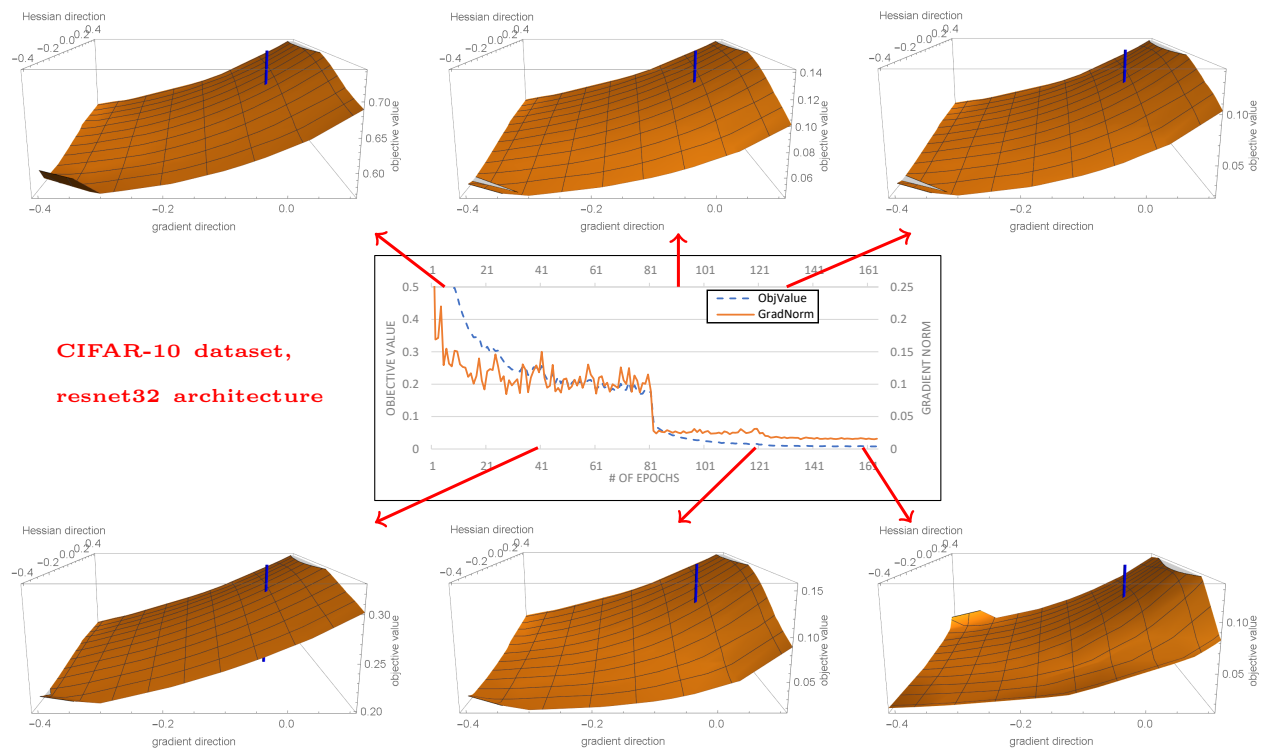 Hessian direction
−0.4 −0.2 0.0 0.2 0.4
0.70
0.65
0.60
objective value
−0.4 −0.2 0.0
gradient direction
Hessian direction
−0.4 −0.2 0.0 0.2 0.4
0.14
0.12
0.10
0.08
0.06
objective value
−0.4 −0.2 0.0
gradient direction
Hessian direction
−0.4 −0.2 0.0 0.2 0.4
0.10
0.05
objective value
−0.4 −0.2 0.0
gradient direction
CIFAR-10 dataset,
resnet32 architecture
1 21 41 61 81 101 121 141 161
0.5 0.25
0.4 0.2
0.3 0.15
0.2 0.1
0.1 0.05
0 0
OBJECTIVE VALUE
GRADIENT NORM
ObjValue
GradNorm
1 21 41 61 81 101 121 141 161
# OF EPOCHS
Hessian direction
−0.4 −0.2 0.0 0.2 0.4
0.30
0.25
0.20
objective value
−0.4 −0.2 0.0
gradient direction
Hessian direction
−0.4 −0.2 0.0 0.2 0.4
0.15
0.10
0.05
objective value
−0.4 −0.2 0.0
gradient direction
Hessian direction
−0.4 −0.2 0.0 0.2 0.4
0.10
0.05
objective value
−0.4 −0.2 0.0
gradient direction